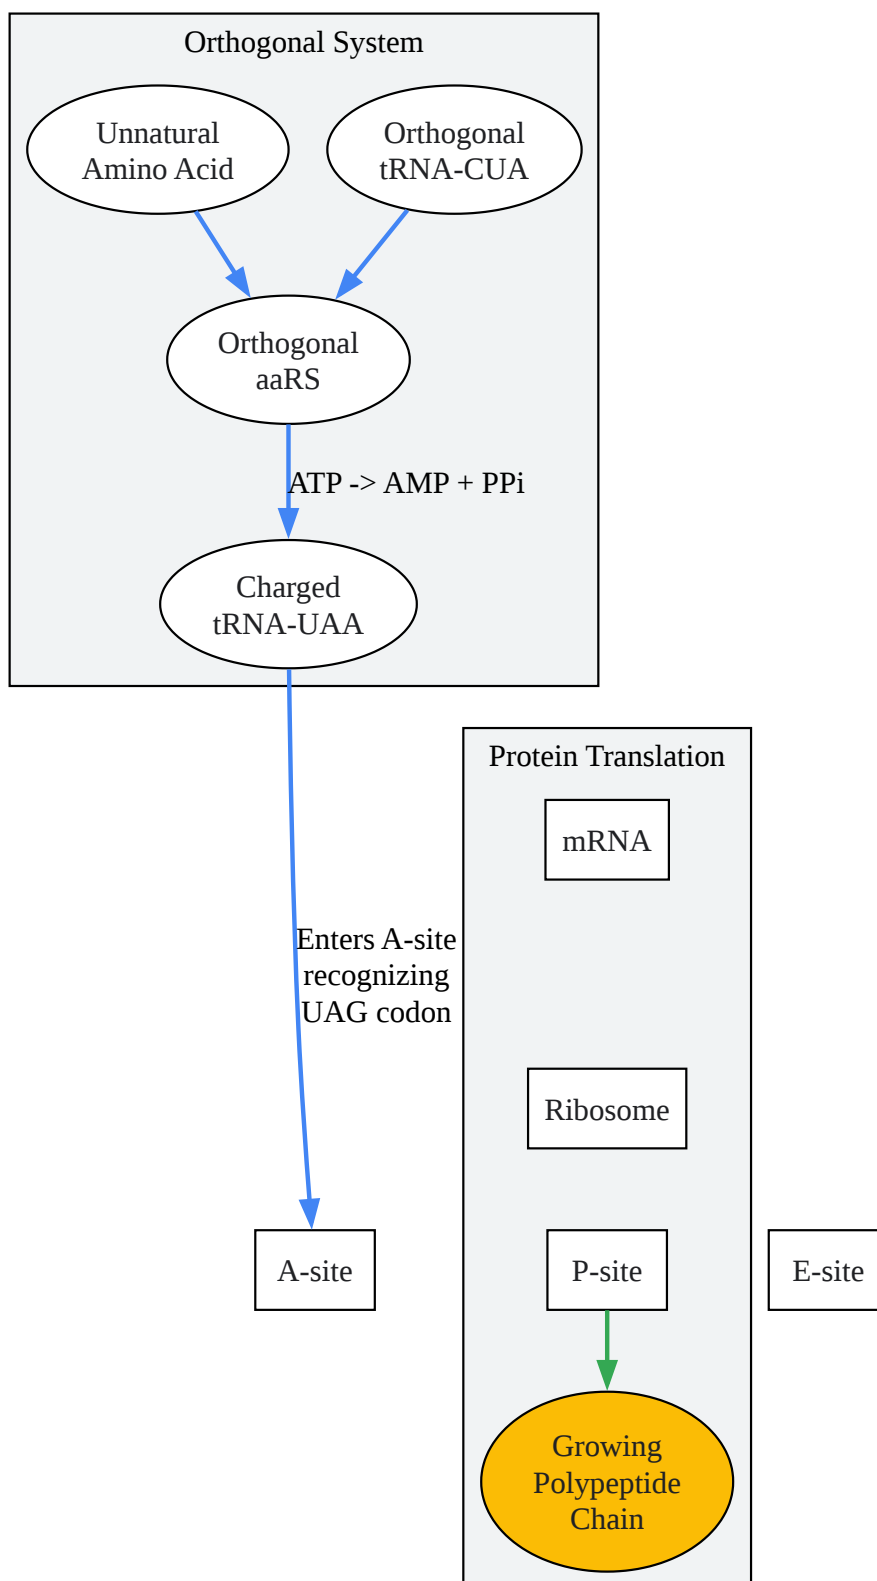 Orthogonal System
Unnatural
Amino Acid
Orthogonal
tRNA-CUA
Orthogonal
aaRS
ATP -> AMP + PPi
Charged
tRNA-UAA
Protein Translation
mRNA
Enters A-site
recognizing
UAG codon
Ribosome
A-site
P-site
E-site
Growing
Polypeptide
Chain